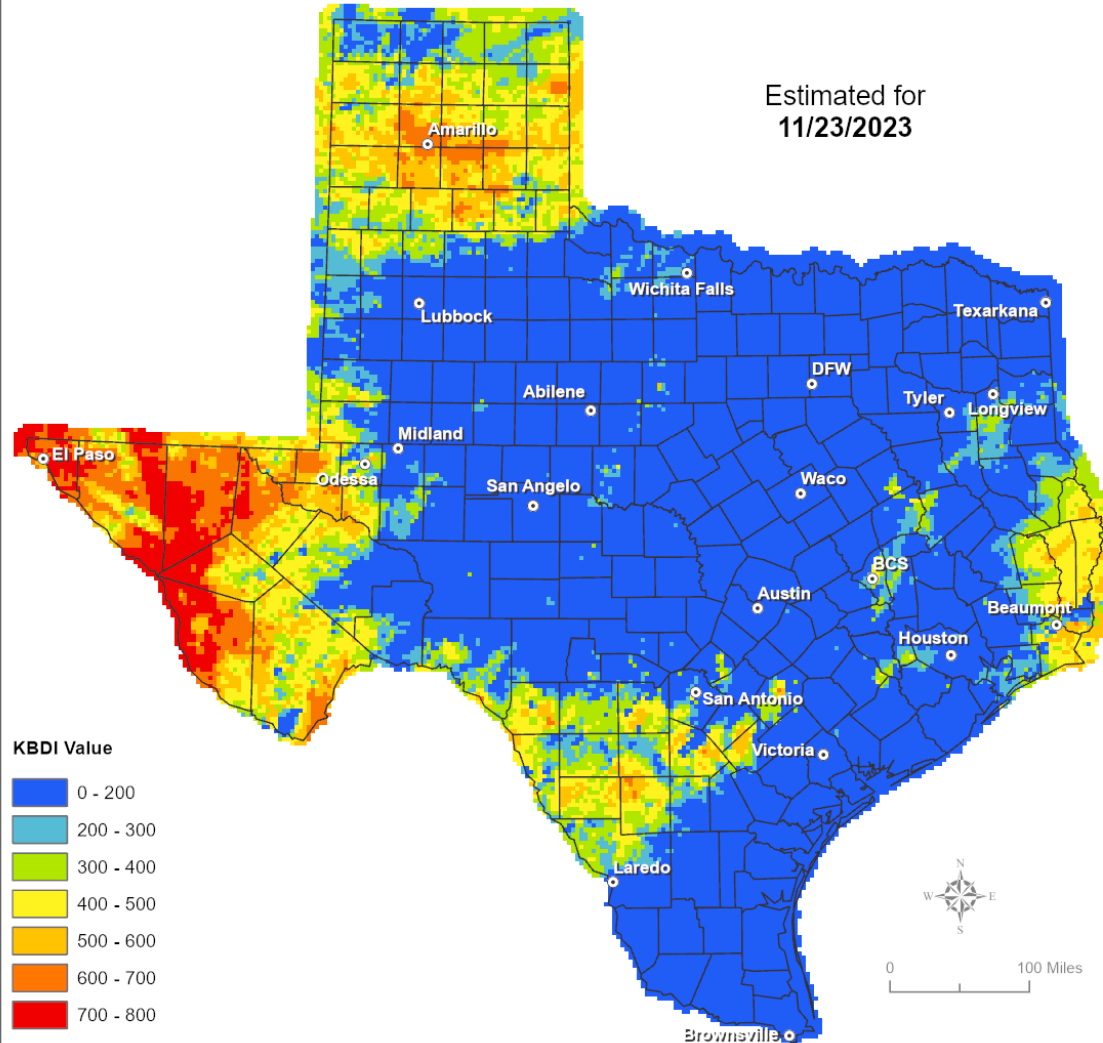 Estimated for
11/23/2023
Amarillo
Wichita Falls
Lubbock
Texarkana
DFW
Abilene
Tyler
Longview
Midland
El Paso
Odessa
San Angelo
Waco
BCS
Austin
Beaumont
Houston
San Antonio
Victoria
Laredo
Brownsville
KBDI Value
0 - 200
200 - 300
300 - 400
400 - 500
500 - 600
600 - 700
700 - 800
N
W E
S
0 100 Miles